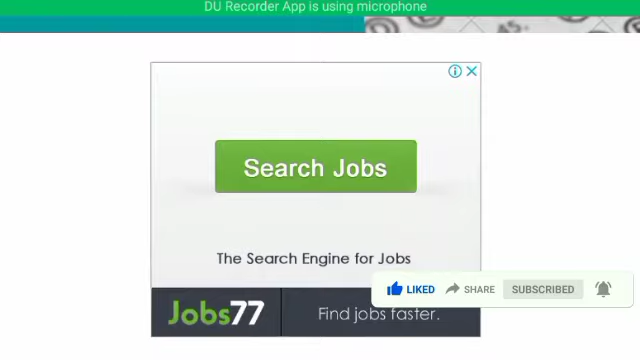 DU Recorder App is using microphone
Search Jobs
The Search Engine for Jobs
LIKED SHARE SUBSCRIBED
Jobs77 Find jobs faster.